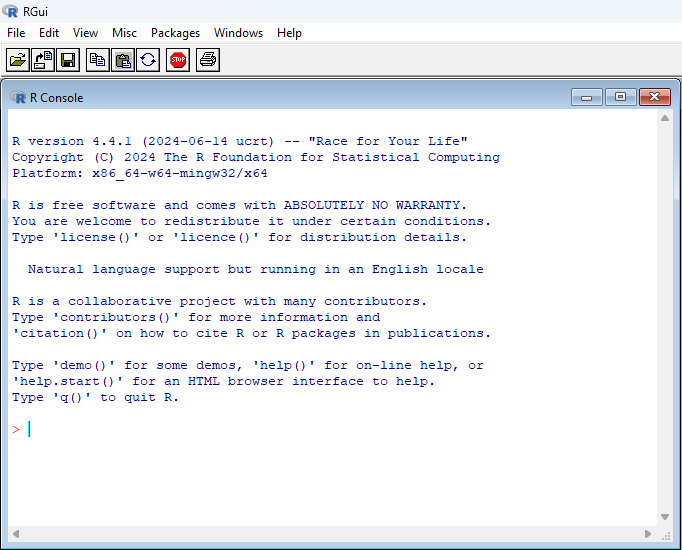 RGui
File Edit View Misc Packages Windows Help
STOP
R Console
R version 4.4.1 (2024-06-14 ucrt) -- "Race for Your Life"
Copyright (C) 2024 The R Foundation for Statistical Computing
Platform: x86_64-w64-mingw32/x64
R is free software and comes with ABSOLUTELY NO WARRANTY.
You are welcome to redistribute it under certain conditions.
Type 'license()' or 'licence()' for distribution details.
Natural language support but running in an English locale
R is a collaborative project with many contributors.
Type 'contributors()' for more information and
'citation()' on how to cite R or R packages in publications.
Type 'demo()' for some demos, 'help()' for on-line help, or
'help.start()' for an HTML browser interface to help.
Type 'q()' to quit R.
>